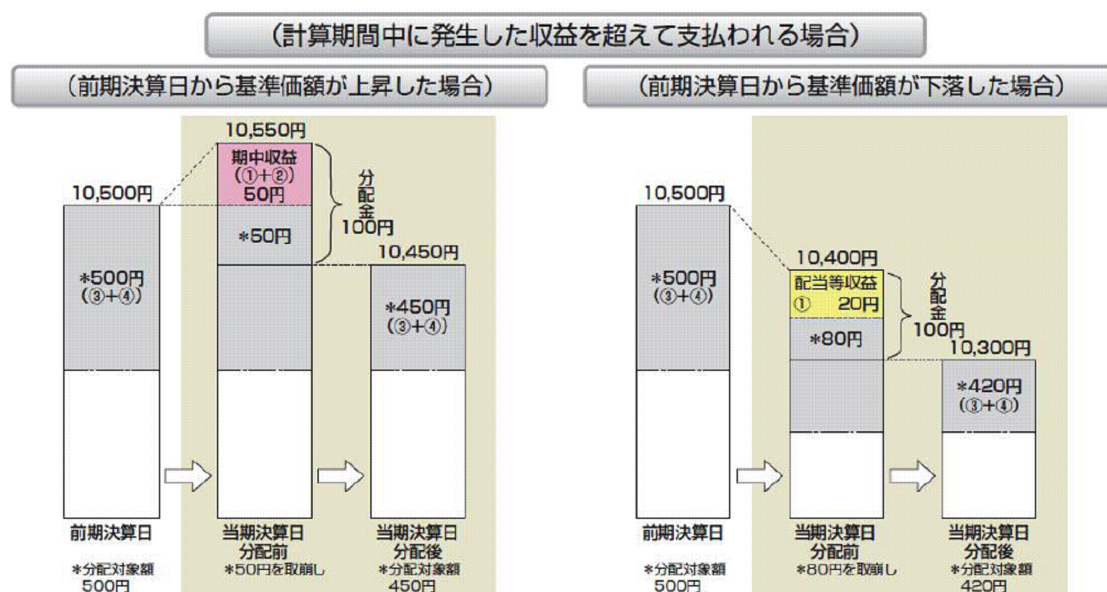 （計算期間中に発生した収益を超えて支払われる場合）
（前期決算日から基準価額が上昇した場合）
10,550円
期中収益
（①＋②）
50円
10,500円
分配金
100円
*50円
10,450円
*500円
（③＋④）
*450円
（③＋④）
前期決算日
当期決算日
分配前
当期決算日
分配後
*分配対象額
500円
*50円を取崩し
*分配対象額
450円
（前期決算日から基準価額が下落した場合）
10,500円
10,400円
*500円
（③＋④）
配当等収益
① 20円
分配金
100円
*80円
10,300円
*420円
（③＋④）
前期決算日
当期決算日
分配前
当期決算日
分配後
*分配対象額
500円
*80円を取崩し
*分配対象額
420円